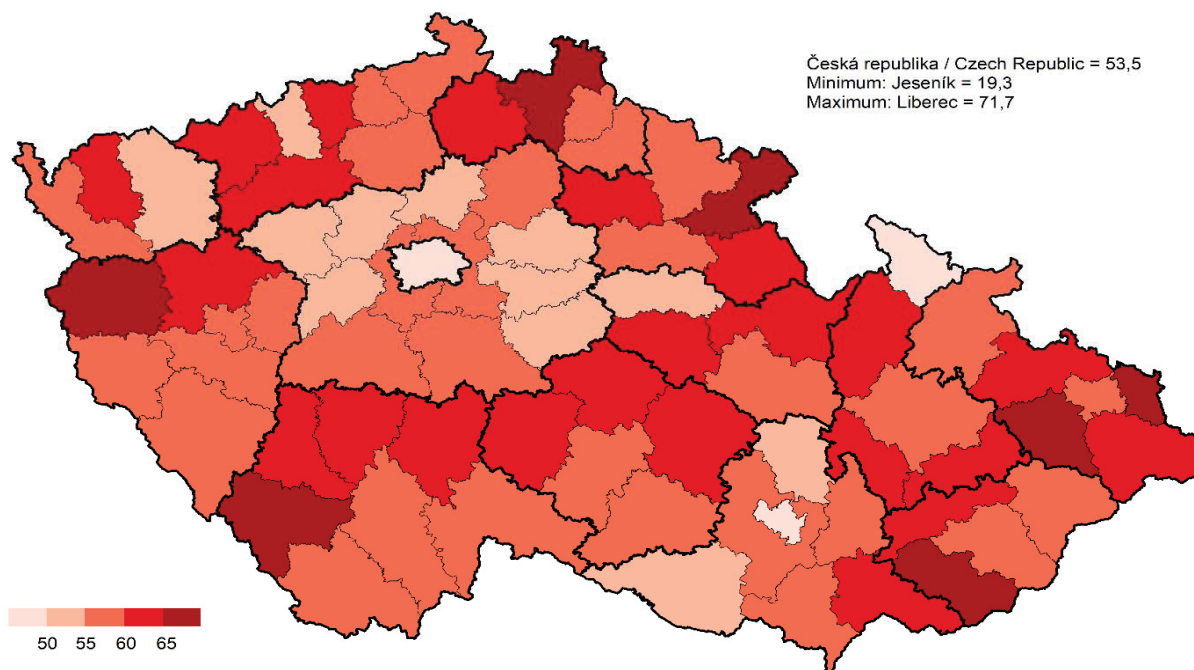 Česká republika / Czech Republic = 53,5
Minimum: Jeseník = 19,3
Maximum: Liberec = 71,7
50 55 60 65